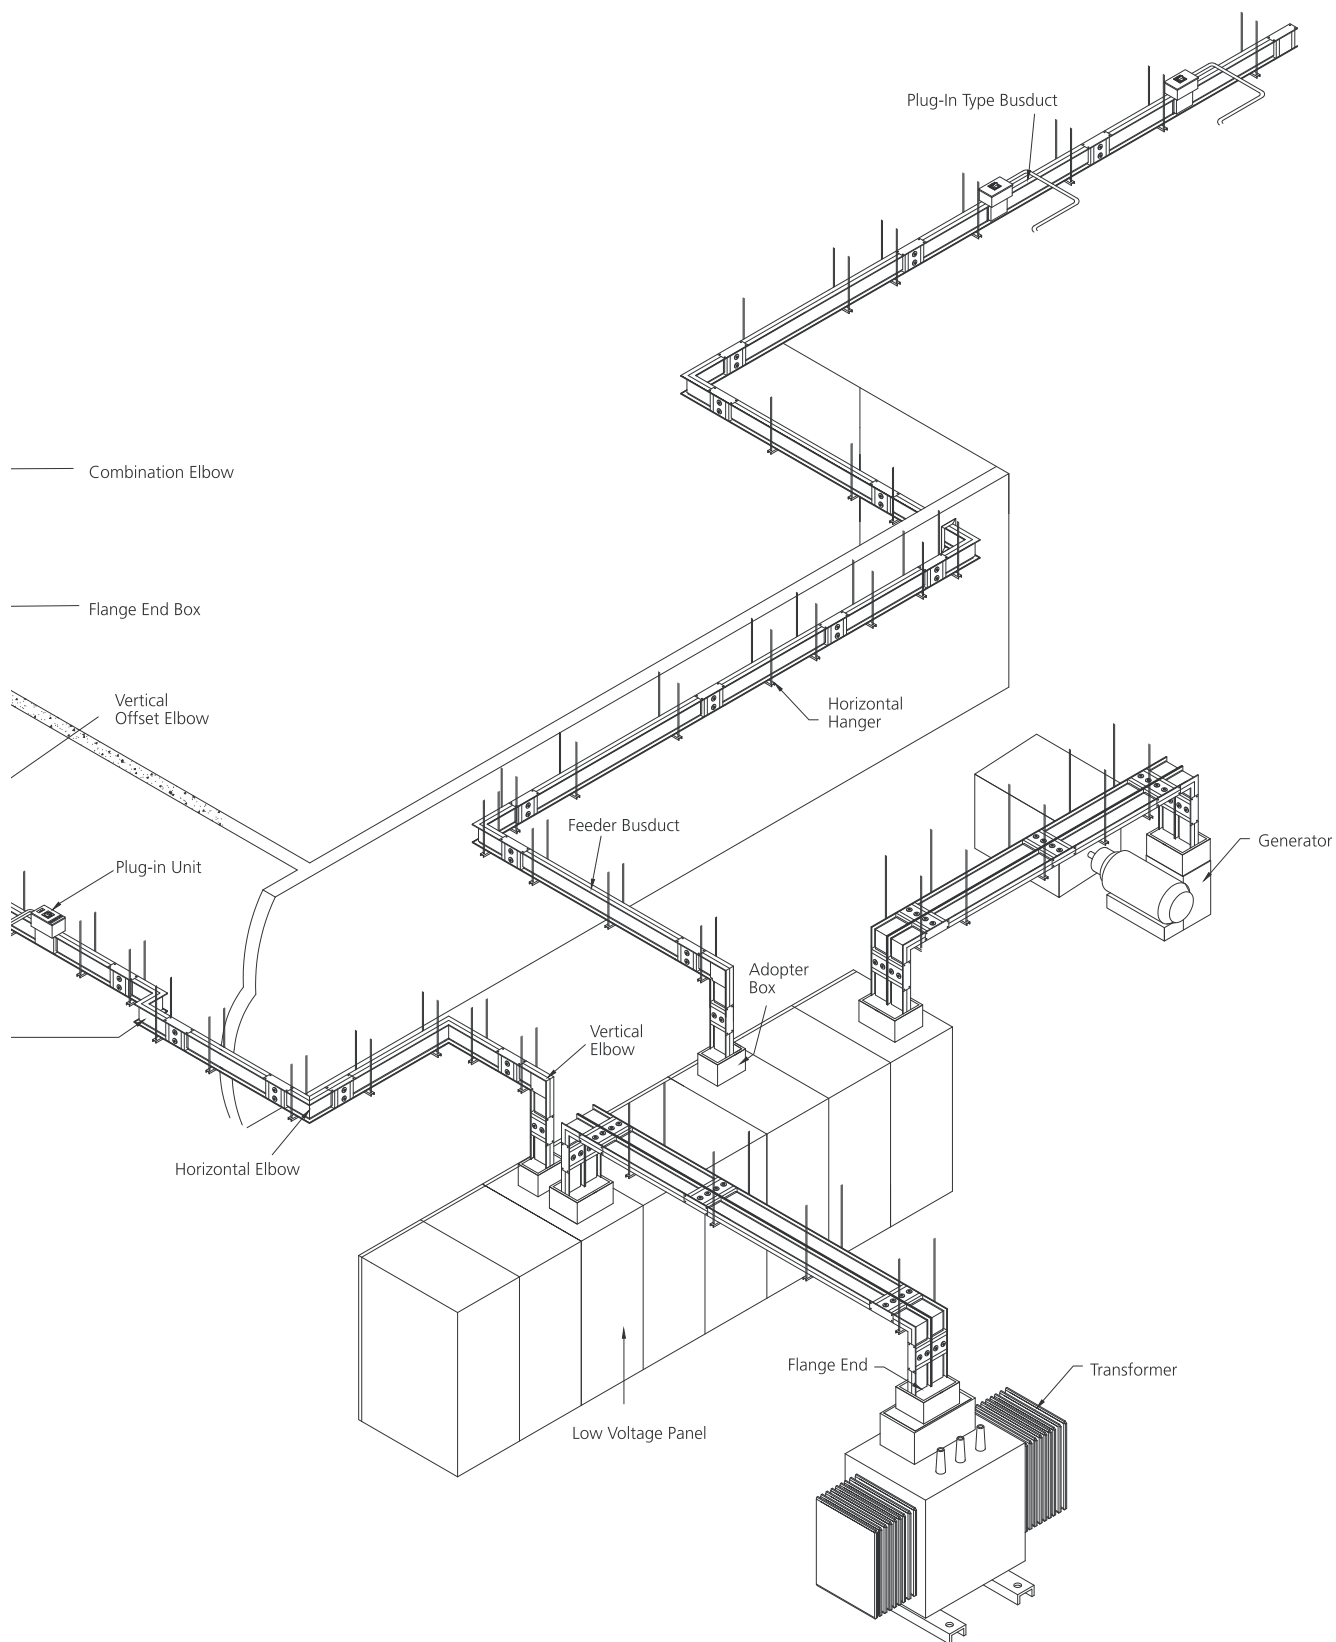 Plug-In Type Busduct
Combination Elbow
Flange End Box
Vertical
Offset Elbow
Horizontal
Hanger
Feeder Busduct
Generator
Plug-in Unit
Adopter
Box
Vertical
Elbow
Horizontal Elbow
Flange End
Transformer
Low Voltage Panel